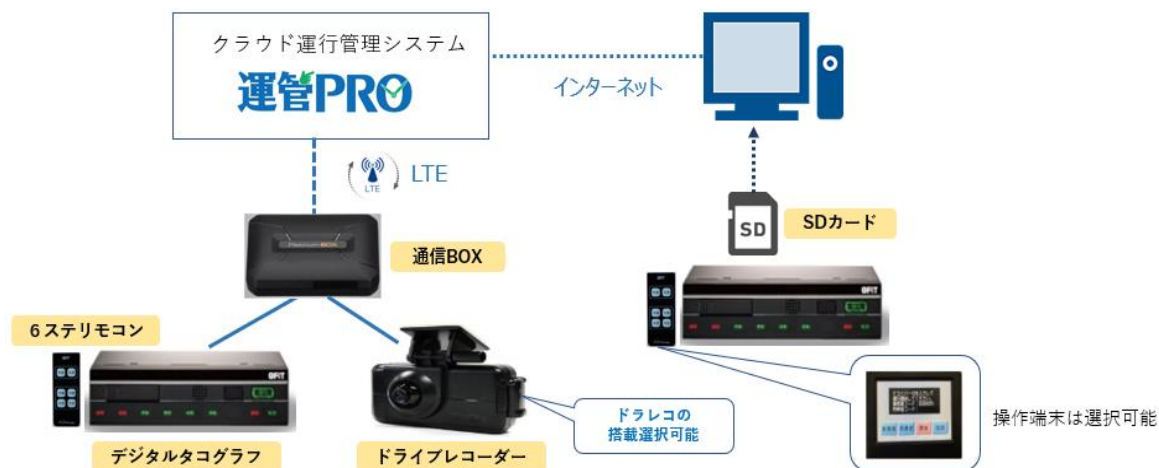 クラウド運行管理システム
運管PRO
インターネット
LTE
LTE
SD
SDカード
通信BOX
6ステリモコン
デジタルタコグラフ
ドライブレコーダー
ドラレコの
搭載選択可能
操作端末は選択可能